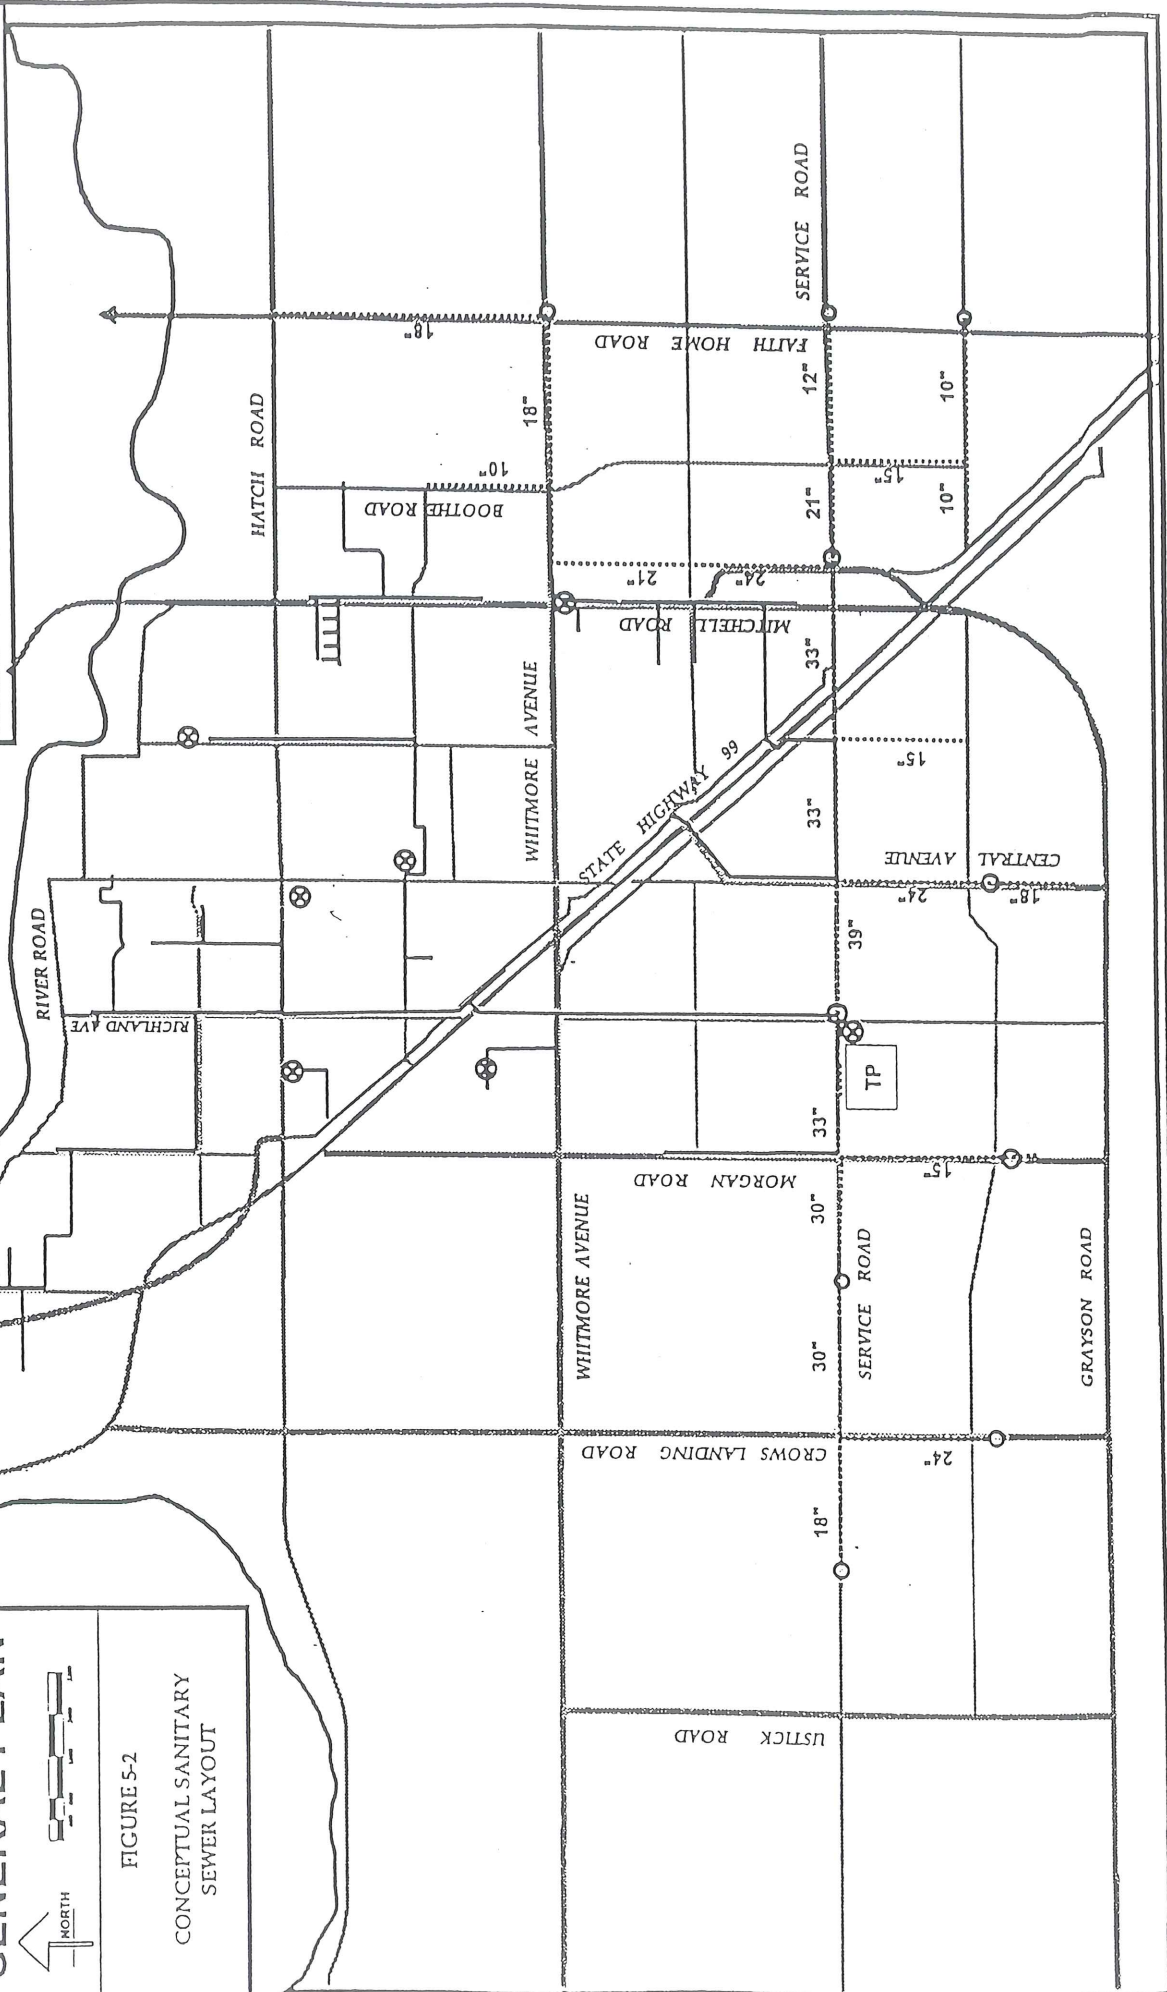 NORTH
FIGURE 5-2
CONCEPTUAL SANITARY
SEWER LAYOUT
RIVER ROAD
HATCH ROAD
RICHLAND AVE
BOOTHE ROAD
10"
18"
18"
WHITMORE AVENUE
WHITMORE AVENUE
STATE HIGHWAY 99
MITCHELL ROAD
21"
24"
FAITH HOME ROAD
MORGAN ROAD
CROWS LANDING ROAD
USTICK ROAD
18"
30"
30"
33"
39"
33"
33"
21"
12"
SERVICE ROAD
SERVICE ROAD
TP
24"
15"
24"
18"
CENTRAL AVENUE
15"
15"
10"
10"
GRAYSON ROAD